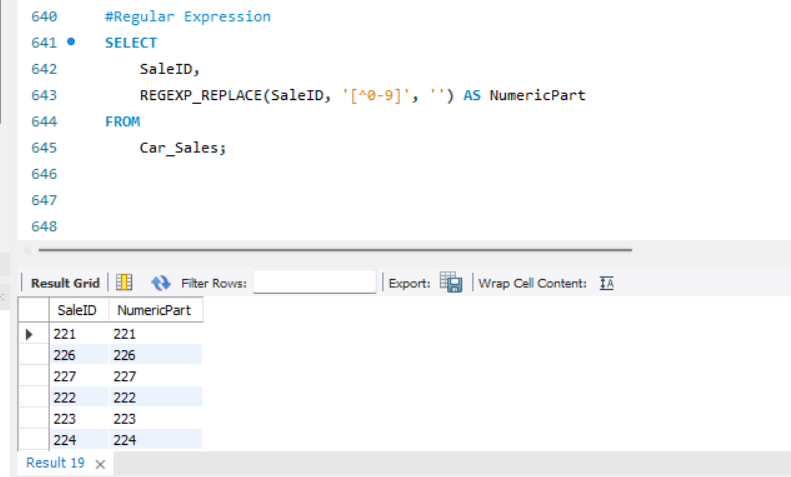 640 #Regular Expression
641 SELECT
642 SaleID,
643 REGEXP_REPLACE(SaleID, '[^0-9]', '') AS NumericPart
644 FROM
645 Car_Sales;
646
647
648
Result Grid Filter Rows: Export: Wrap Cell Content: IA
SaleID NumericPart
221 221
226 226
227 227
222 222
223 223
224 224
Result 19 ×